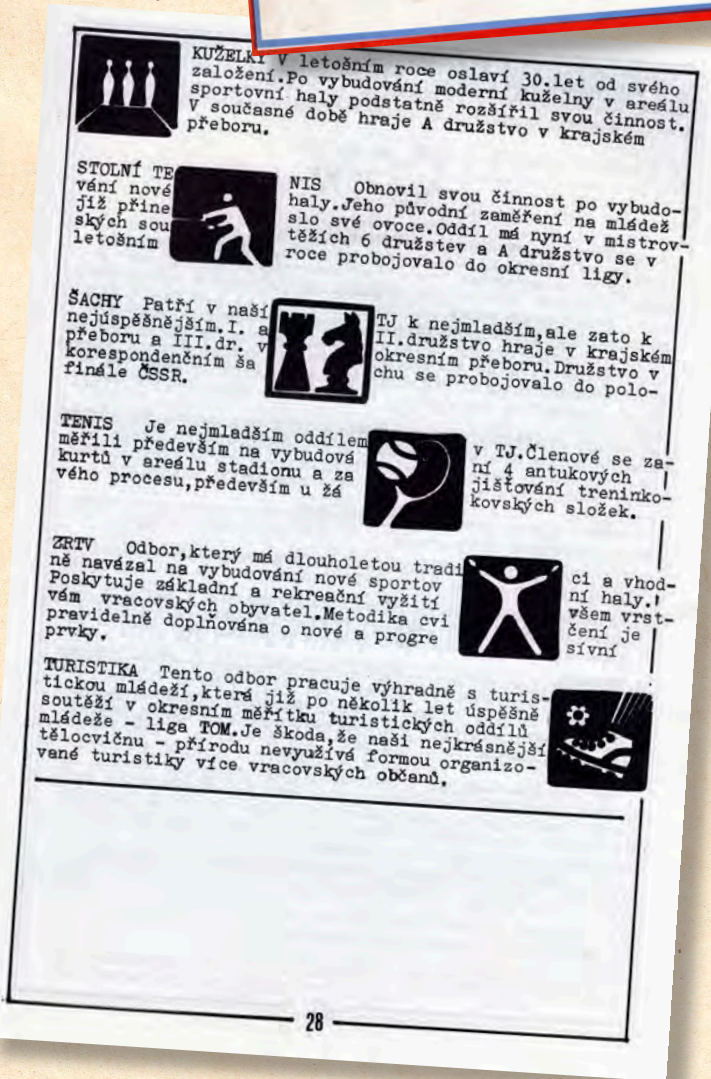 KUŽELKY V letošním roce oslaví 30.let od svého
založení.Po vybudování moderní kuželny v areálu
sportovní haly podstatně rozšířil svou činnost.
V současné době hraje A družstvo v krajském
přeboru.
STOLNÍ TE NIS Obnovil svou činnost po vybudo-
vání nové haly.Jeho původní zaměření na mládež
již přine slo své ovoce.Oddíl má nyní v mistrov-
ských sou těžích 6 družstev a A družstvo se v
letošním roce probojovalo do okresní ligy.
ŠACHY Patří v naší TJ k nejmladším,ale zato k
nejúspěšnějším.I. a II.družstvo hraje v krajském
přeboru a III.dr. v okresním přeboru.Družstvo v
korespondenčním ša chu se probojovalo do polo-
finále ČSSR.
TENIS Je nejmladším oddílem v TJ.Členové se za-
měřili především na vybudová ní 4 antukových
kurtů v areálu stadionu a za jišťování treninko-
vého procesu,především u žá kovských složek.
ZRTV Odbor,který má dlouholetou tradi ci a vhod-
ně navázal na vybudování nové sportov ní haly.
Poskytuje základní a rekreační vyžití všem vrst-
vám vracovských obyvatel.Metodika cvi čení je
pravidelně doplňována o nové a progre sívní
prvky.
TURISTIKA Tento odbor pracuje výhradně s turis-
tickou mládeží,která již po několik let úspěšně
soutěží v okresním měřítku turistických oddílů
mládeže - liga TOM.Je škoda,že naši nejkrásnější
tělocvičnu - přírodu nevyužívá formou organizo-
vané turistiky více vracovských občanů.
28